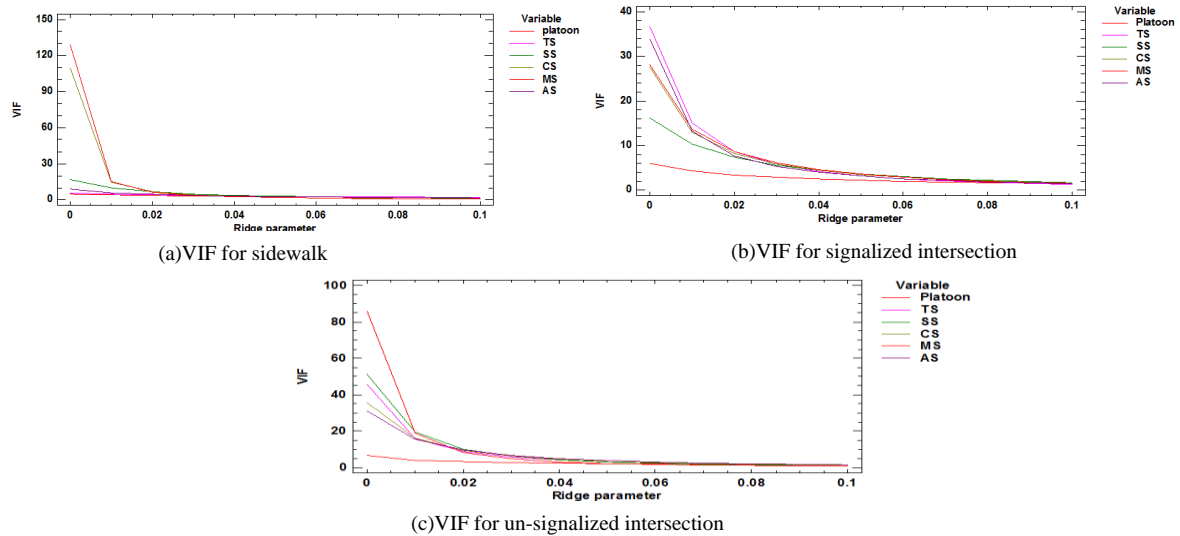 150
120
90
60
30
0
VIF
0
0.02
0.04
0.06
0.08
0.1
Ridge parameter
Variable
platoon
TS
SS
CS
MS
AS
(a)VIF for sidewalk
40
30
20
10
0
VIF
0
0.02
0.04
0.06
0.08
0.1
Ridge parameter
Variable
Platoon
TS
SS
CS
MS
AS
(b)VIF for signalized intersection
100
80
60
40
20
0
VIF
0
0.02
0.04
0.06
0.08
0.1
Ridge parameter
Variable
Platoon
TS
SS
CS
MS
AS
(c)VIF for un-signalized intersection